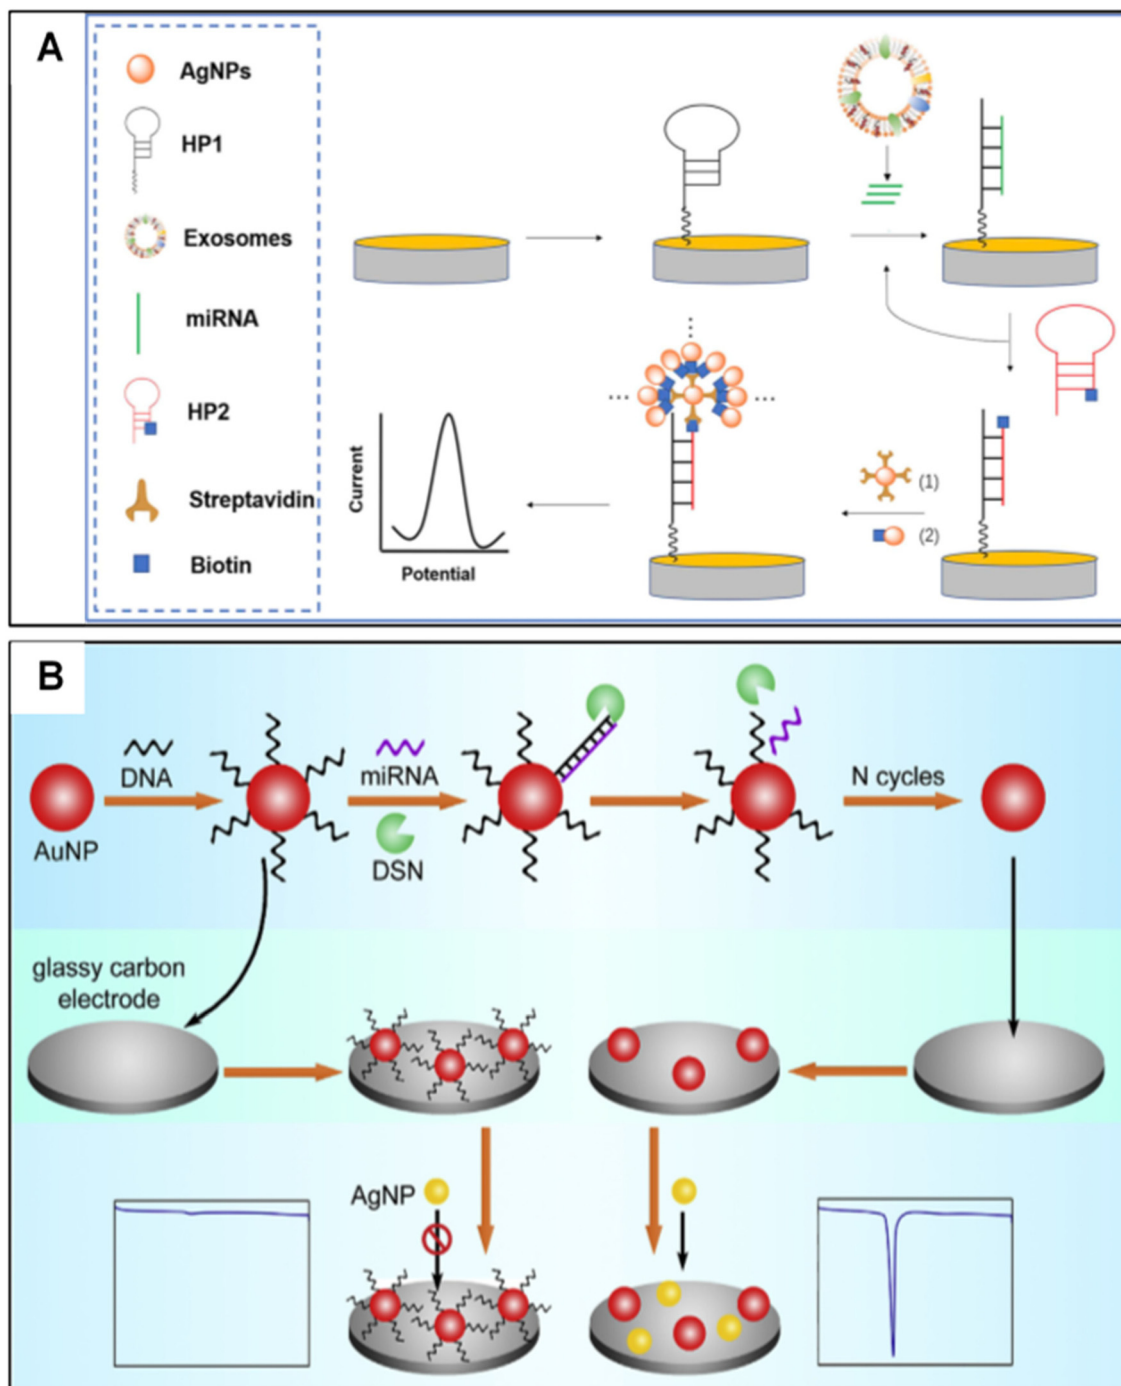 A
AgNPs
HP1
Exosomes
miRNA
HP2
Streptavidin
Biotin
(1)
(2)
Current
Potential
B
DNA
miRNA
N cycles
AuNP
DSN
glassy carbon
electrode
AgNP